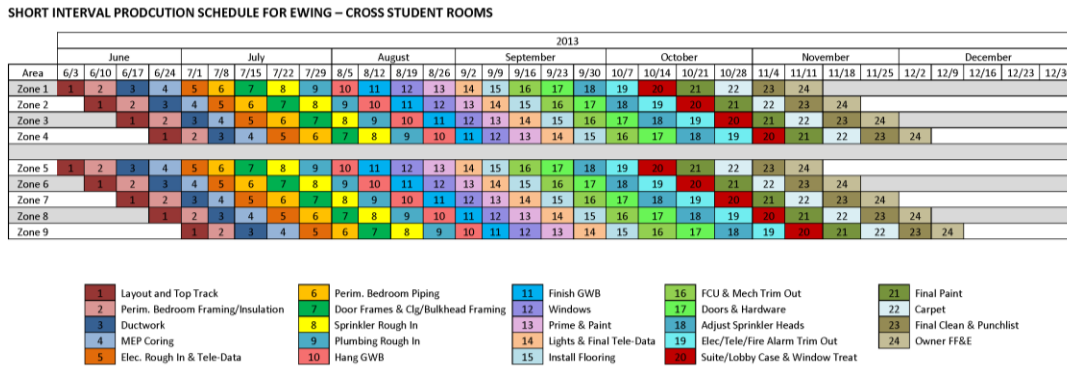 SHORT INTERVAL PRODCUTION SCHEDULE FOR EWING – CROSS STUDENT ROOMS
2013
June July August September October November December
Area 6/3 6/10 6/17 6/24 7/1 7/8 7/15 7/22 7/29 8/5 8/12 8/19 8/26 9/2 9/9 9/16 9/23 9/30 10/7 10/14 10/21 10/28 11/4 11/11 11/18 11/25 12/2 12/9 12/16 12/23
Zone 1 1 2 3 4 5 6 7 8 9 10 11 12 13 14 15 16 17 18 19 20 21 22 23 24
Zone 2 1 2 3 4 5 6 7 8 9 10 11 12 13 14 15 16 17 18 19 20 21 22 23 24
Zone 3 1 2 3 4 5 6 7 8 9 10 11 12 13 14 15 16 17 18 19 20 21 22 23 24
Zone 4 1 2 3 4 5 6 7 8 9 10 11 12 13 14 15 16 17 18 19 20 21 22 23 24
Zone 5 1 2 3 4 5 6 7 8 9 10 11 12 13 14 15 16 17 18 19 20 21 22 23 24
Zone 6 1 2 3 4 5 6 7 8 9 10 11 12 13 14 15 16 17 18 19 20 21 22 23 24
Zone 7 1 2 3 4 5 6 7 8 9 10 11 12 13 14 15 16 17 18 19 20 21 22 23 24
Zone 8 1 2 3 4 5 6 7 8 9 10 11 12 13 14 15 16 17 18 19 20 21 22 23 24
Zone 9 1 2 3 4 5 6 7 8 9 10 11 12 13 14 15 16 17 18 19 20 21 22 23 24
1 Layout and Top Track
2 Perim. Bedroom Framing/Insulation
3 Ductwork
4 MEP Coring
5 Elec. Rough In & Tele-Data
6 Perim. Bedroom Piping
7 Door Frames & Clg/Bulkhead Framing
8 Sprinkler Rough In
9 Plumbing Rough In
10 Hang GWB
11 Finish GWB
12 Windows
13 Prime & Paint
14 Lights & Final Tele-Data
15 Install Flooring
16 FCU & Mech Trim Out
17 Doors & Hardware
18 Adjust Sprinkler Heads
19 Elec/Tele/Fire Alarm Trim Out
20 Suite/Lobby Case & Window Treat
21 Final Paint
22 Carpet
23 Final Clean & Punchlist
24 Owner FF&E